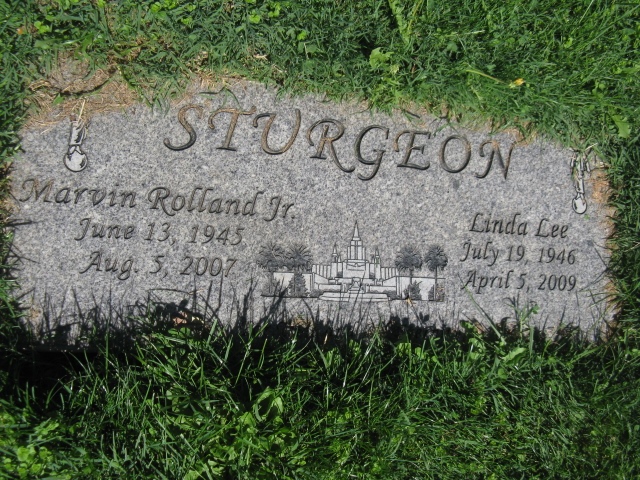 STURGEON
Marvin Rolland Jr.
June 13, 1945
Aug. 5, 2007
Linda Lee
July 19, 1946
April 5, 2009